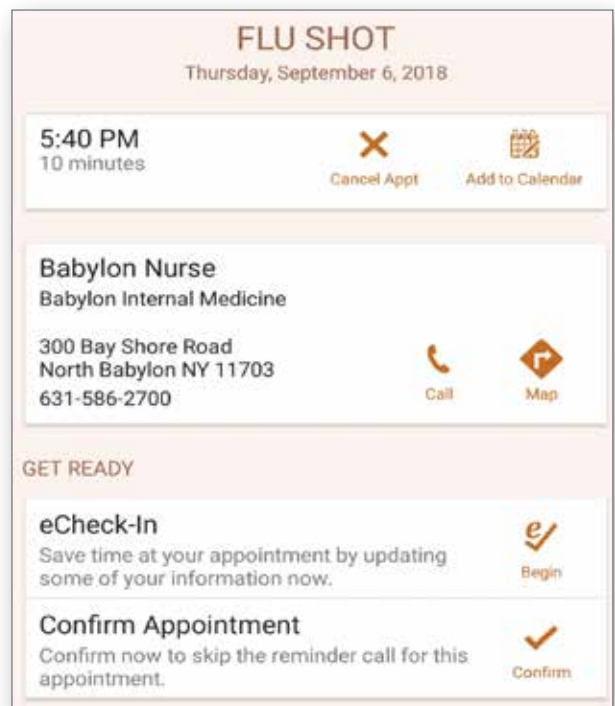 FLU SHOT
Thursday, September 6, 2018
5:40 PM
10 minutes
Cancel Appt
Add to Calendar
Babylon Nurse
Babylon Internal Medicine
300 Bay Shore Road
North Babylon NY 11703
631-586-2700
Call
Map
GET READY
eCheck-In
Save time at your appointment by updating
some of your information now.
e
Begin
Confirm Appointment
Confirm now to skip the reminder call for this
appointment.
Confirm